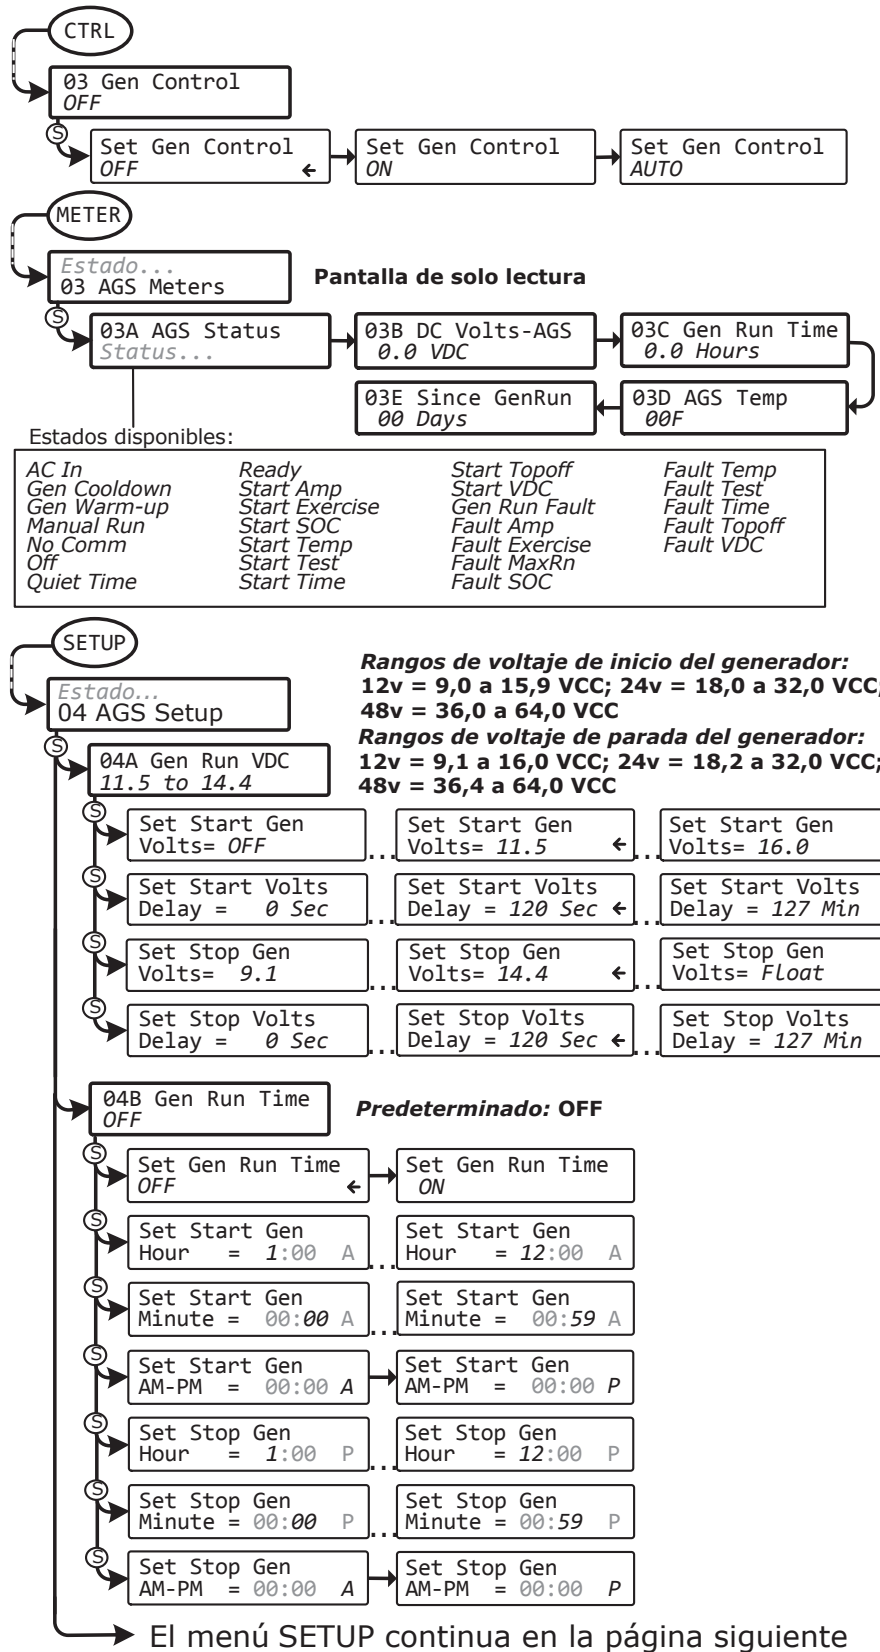 CTRL
03 Gen Control
OFF
S
Set Gen Control
OFF ←
Set Gen Control
ON
Set Gen Control
AUTO
METER
Estado...
03 AGS Meters
Pantalla de solo lectura
S
03A AGS Status
Status...
03B DC Volts-AGS
0.0 VDC
03C Gen Run Time
0.0 Hours
03E Since GenRun
00 Days
03D AGS Temp
00F
Estados disponibles:
AC In
Gen Cooldown
Gen Warm-up
Manual Run
No Comm
Off
Quiet Time
Ready
Start Amp
Start Exercise
Start SOC
Start Temp
Start Test
Start Time
Start Topoff
Start VDC
Gen Run Fault
Fault Amp
Fault Exercise
Fault MaxRn
Fault SOC
Fault Temp
Fault Test
Fault Time
Fault Topoff
Fault VDC
SETUP
Estado...
04 AGS Setup
Rangos de voltaje de inicio del generador:
12v = 9,0 a 15,9 VCC; 24v = 18,0 a 32,0 VCC;
48v = 36,0 a 64,0 VCC
Rangos de voltaje de parada del generador:
12v = 9,1 a 16,0 VCC; 24v = 18,2 a 32,0 VCC;
48v = 36,4 a 64,0 VCC
S
04A Gen Run VDC
11.5 to 14.4
S
Set Start Gen
Volts= OFF
...
Set Start Gen
Volts= 11.5 ←
...
Set Start Gen
Volts= 16.0
S
Set Start Volts
Delay = 0 Sec
...
Set Start Volts
Delay = 120 Sec ←
...
Set Start Volts
Delay = 127 Min
S
Set Stop Gen
Volts= 9.1
...
Set Stop Gen
Volts= 14.4 ←
...
Set Stop Gen
Volts= Float
S
Set Stop Volts
Delay = 0 Sec
...
Set Stop Volts
Delay = 120 Sec ←
...
Set Stop Volts
Delay = 127 Min
04B Gen Run Time
OFF
Predeterminado: OFF
S
Set Gen Run Time
OFF ←
Set Gen Run Time
ON
S
Set Start Gen
Hour = 1:00 A
...
Set Start Gen
Hour = 12:00 A
S
Set Start Gen
Minute = 00:00 A
...
Set Start Gen
Minute = 00:59 A
S
Set Start Gen
AM-PM = 00:00 A
Set Start Gen
AM-PM = 00:00 P
S
Set Stop Gen
Hour = 1:00 P
...
Set Stop Gen
Hour = 12:00 P
S
Set Stop Gen
Minute = 00:00 P
...
Set Stop Gen
Minute = 00:59 P
S
Set Stop Gen
AM-PM = 00:00 A
Set Stop Gen
AM-PM = 00:00 P
El menú SETUP continua en la página siguiente